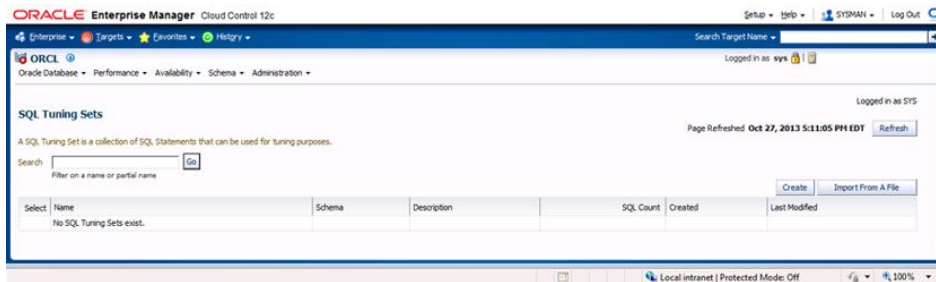 ORACLE Enterprise Manager Cloud Control 12c
Setup Help SYSMAN Log Out
Enterprise Targets Favorites History
Search Target Name
ORCL
Logged in as sys
Oracle Database Performance Availability Schema Administration
Logged in as SYS
SQL Tuning Sets
Page Refreshed Oct 27, 2013 5:11:05 PM EDT Refresh
A SQL Tuning Set is a collection of SQL Statements that can be used for tuning purposes.
Search Go
Filter on a name or partial name
Create Import From A File
Select Name Schema Description SQL Count Created Last Modified
No SQL Tuning Sets exist.
Local intranet | Protected Mode: Off 100%